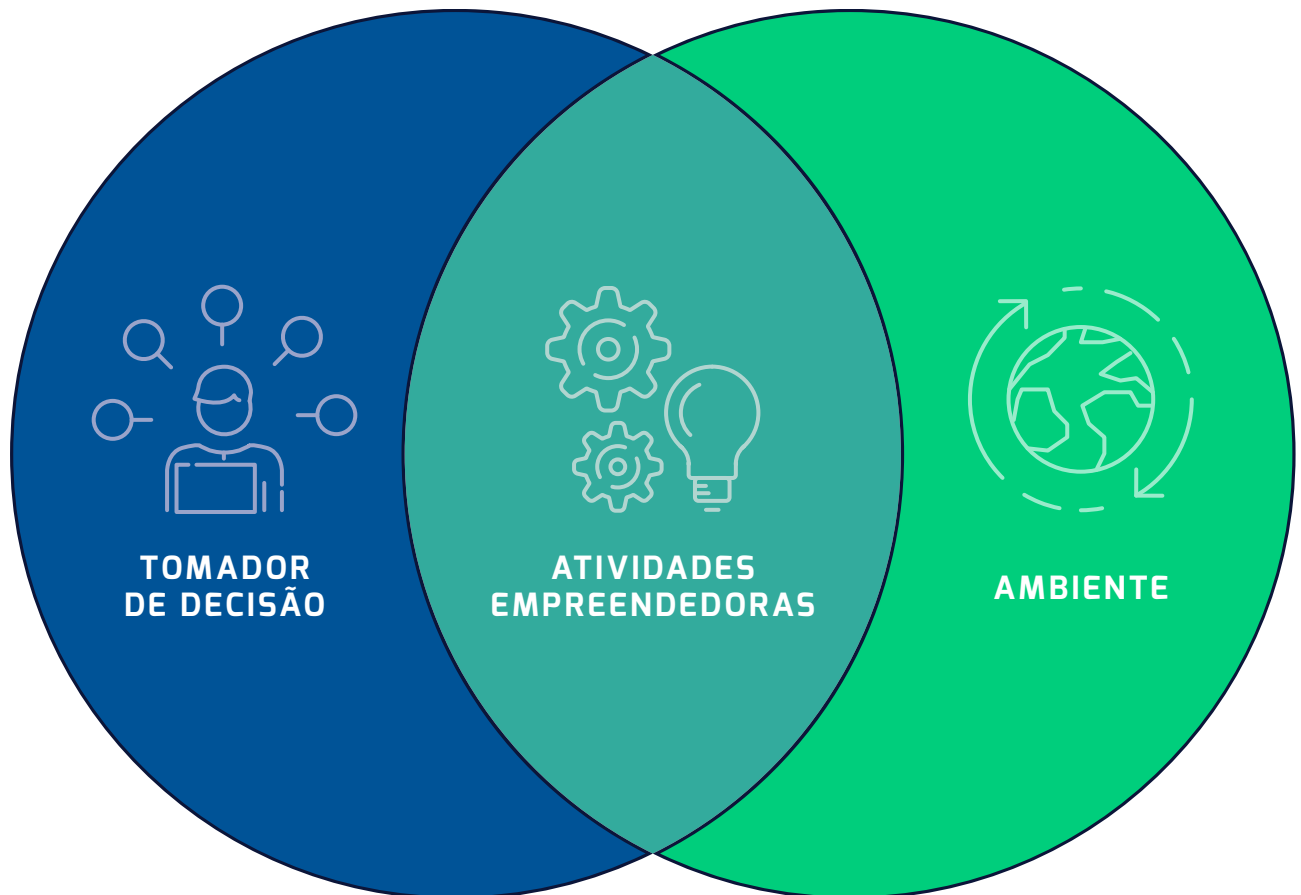 TOMADOR
DE DECISÃO
ATIVIDADES
EMPREENDEDORAS
AMBIENTE